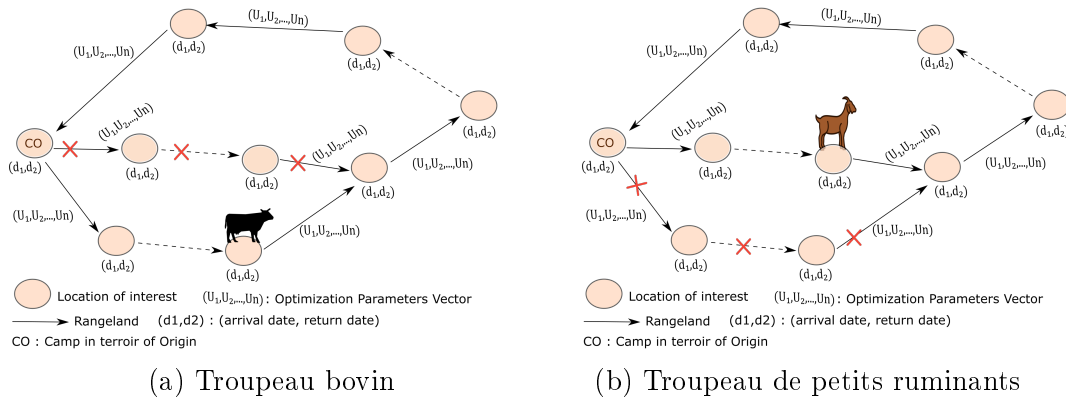 (U₁,U₂,...,Un)
(d₁,d₂)
(U₁,U₂,...,Un)
(d₁,d₂)
(d₁,d₂)
(U₁,U₂,...,Un)
CO
(d₁,d₂)
(U₁,U₂,...,Un)
(d₁,d₂)
(d₁,d₂)
(d₁,d₂)
(U₁,U₂,...,Un)
(U₁,U₂,...,Un)
(U₁,U₂,...,Un)
(d₁,d₂)
(d₁,d₂)
Location of interest (U₁,U₂,...,Un) : Optimization Parameters Vector
Rangeland (d1,d2) : (arrival date, return date)
CO : Camp in terroir of Origin
(a) Troupeau bovin
(U₁,U₂,...,Un)
(d₁,d₂)
(U₁,U₂,...,Un)
(d₁,d₂)
(d₁,d₂)
CO
(d₁,d₂)
(U₁,U₂,...,Un)
(d₁,d₂)
(d₁,d₂)
(d₁,d₂)
(U₁,U₂,...,Un)
(U₁,U₂,...,Un)
(U₁,U₂,...,Un)
(d₁,d₂)
(d₁,d₂)
Location of interest (U₁,U₂,...,Un) : Optimization Parameters Vector
Rangeland (d1,d2) : (arrival date, return date)
CO : Camp in terroir of Origin
(b) Troupeau de petits ruminants